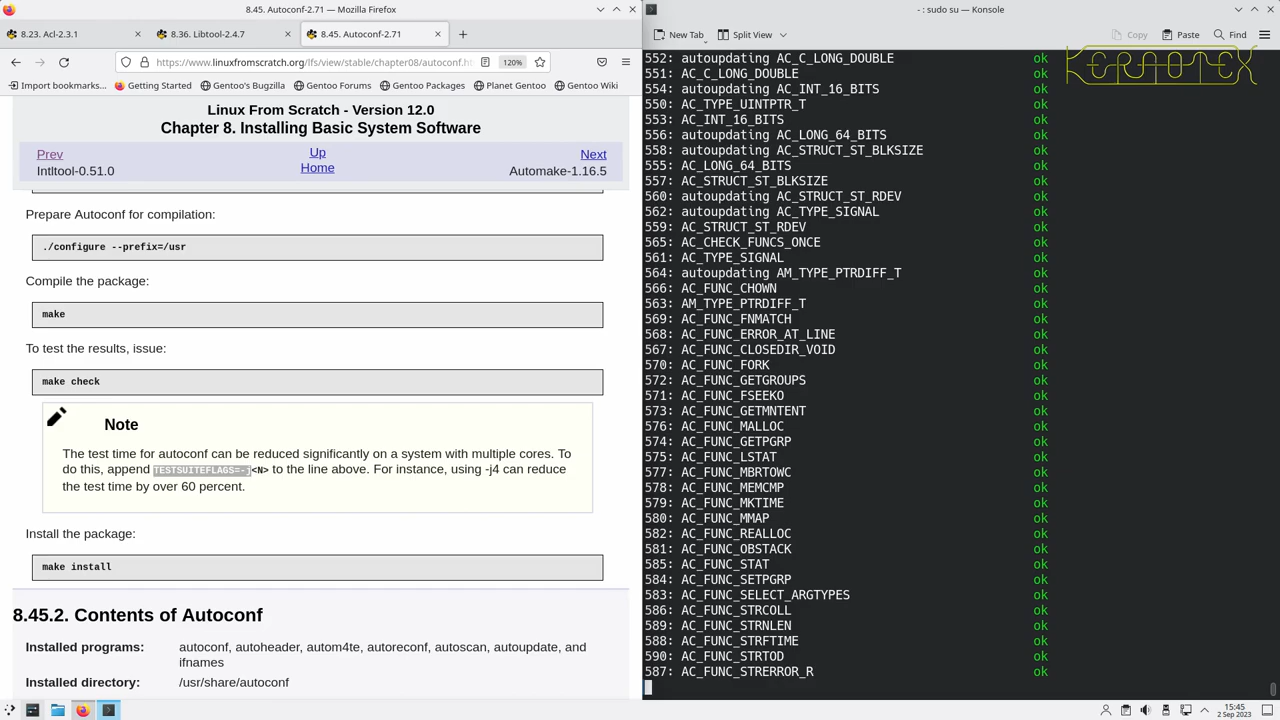 8.45. Autoconf-2.71 — Mozilla Firefox
8.23. Acl-2.3.1
8.36. Libtool-2.4.7
8.45. Autoconf-2.71
https://www.linuxfromscratch.org/lfs/view/stable/chapter08/autoconf.ht
120%
Import bookmarks...
Getting Started
Gentoo's Bugzilla
Gentoo Forums
Gentoo Packages
Planet Gentoo
Gentoo Wiki
Linux From Scratch - Version 12.0
Chapter 8. Installing Basic System Software
Prev
Up
Next
Intltool-0.51.0
Home
Automake-1.16.5
Prepare Autoconf for compilation:
./configure --prefix=/usr
Compile the package:
make
To test the results, issue:
make check
Note
The test time for autoconf can be reduced significantly on a system with multiple cores. To
do this, append TESTSUITEFLAGS=-j<N> to the line above. For instance, using -j4 can reduce
the test time by over 60 percent.
Install the package:
make install
8.45.2. Contents of Autoconf
Installed programs: autoconf, autoheader, autom4te, autoreconf, autoscan, autoupdate, and
ifnames
Installed directory: /usr/share/autoconf
- : sudo su — Konsole
New Tab
Split View
Copy
Paste
Find
KERNOTEX
552: autoupdating AC_C_LONG_DOUBLE ok
551: AC_C_LONG_DOUBLE ok
554: autoupdating AC_INT_16_BITS ok
550: AC_TYPE_UINTPTR_T ok
553: AC_INT_16_BITS ok
556: autoupdating AC_LONG_64_BITS ok
558: autoupdating AC_STRUCT_ST_BLKSIZE ok
555: AC_LONG_64_BITS ok
557: AC_STRUCT_ST_BLKSIZE ok
560: autoupdating AC_STRUCT_ST_RDEV ok
562: autoupdating AC_TYPE_SIGNAL ok
559: AC_STRUCT_ST_RDEV ok
565: AC_CHECK_FUNCS_ONCE ok
561: AC_TYPE_SIGNAL ok
564: autoupdating AM_TYPE_PTRDIFF_T ok
566: AC_FUNC_CHOWN ok
563: AM_TYPE_PTRDIFF_T ok
569: AC_FUNC_FNMATCH ok
568: AC_FUNC_ERROR_AT_LINE ok
567: AC_FUNC_CLOSEDIR_VOID ok
570: AC_FUNC_FORK ok
572: AC_FUNC_GETGROUPS ok
571: AC_FUNC_FSEEKO ok
573: AC_FUNC_GETMNTENT ok
576: AC_FUNC_MALLOC ok
574: AC_FUNC_GETPGRP ok
575: AC_FUNC_LSTAT ok
577: AC_FUNC_MBRTOWC ok
578: AC_FUNC_MEMCMP ok
579: AC_FUNC_MKTIME ok
580: AC_FUNC_MMAP ok
582: AC_FUNC_REALLOC ok
581: AC_FUNC_OBSTACK ok
585: AC_FUNC_STAT ok
584: AC_FUNC_SETPGRP ok
583: AC_FUNC_SELECT_ARGTYPES ok
586: AC_FUNC_STRCOLL ok
589: AC_FUNC_STRNLEN ok
588: AC_FUNC_STRFTIME ok
590: AC_FUNC_STRTOD ok
587: AC_FUNC_STRERROR_R ok
15:45
2 Sep 2023